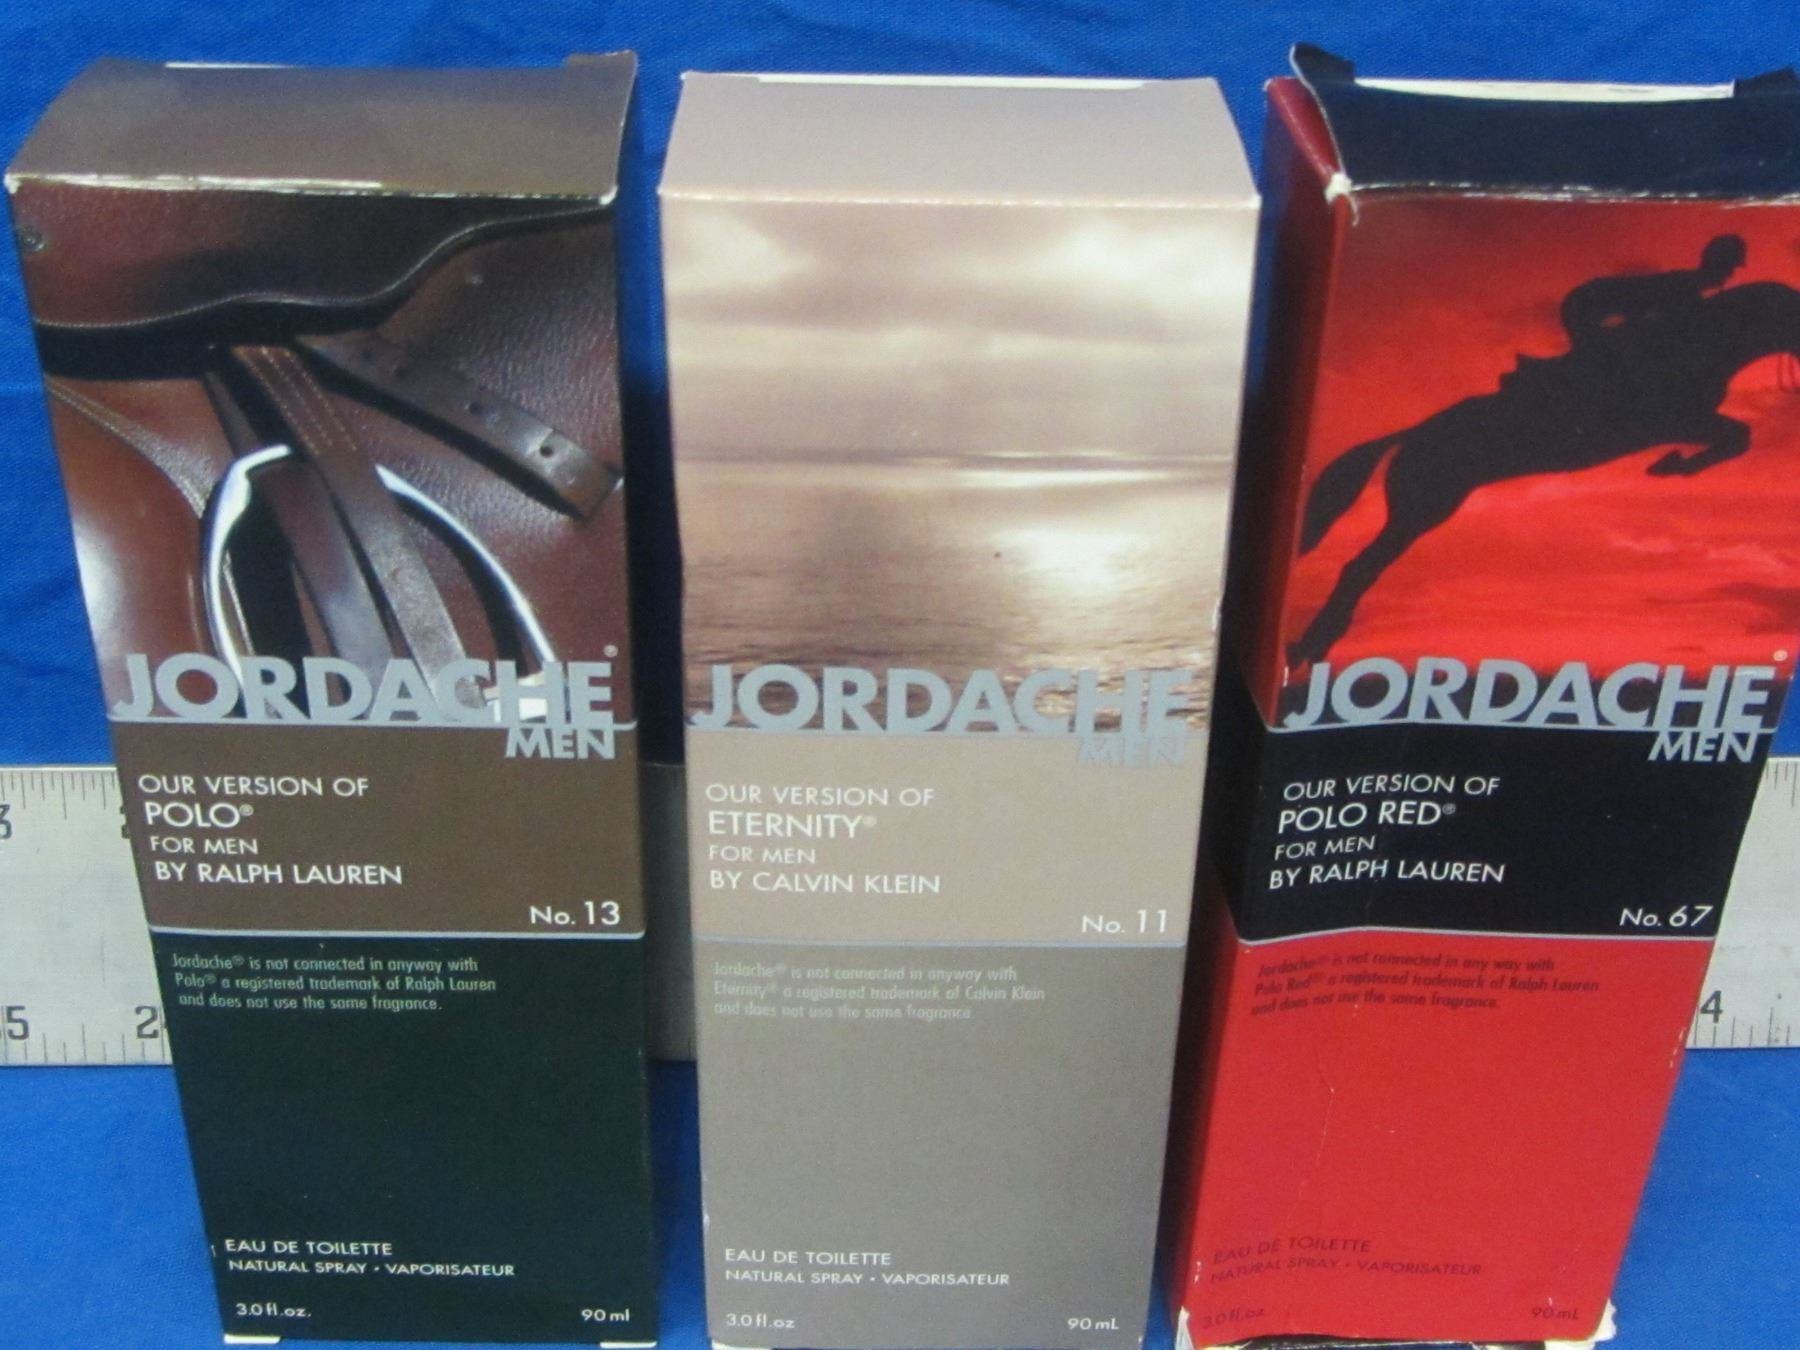 JORDACHE®
MEN
OUR VERSION OF
POLO®
FOR MEN
BY RALPH LAUREN
No. 13
Jordache® is not connected in anyway with
Polo® a registered trademark of Ralph Lauren
and does not use the same fragrance.
EAU DE TOILETTE
NATURAL SPRAY • VAPORISATEUR
3.0 fl.oz. 90 ml
JORDACHE
MEN
OUR VERSION OF
ETERNITY®
FOR MEN
BY CALVIN KLEIN
No. 11
Jordache® is not connected in anyway with
Eternity® a registered trademark of Calvin Klein
and does not use the same fragrance.
EAU DE TOILETTE
NATURAL SPRAY • VAPORISATEUR
3.0 fl.oz 90 mL
JORDACHE®
MEN
OUR VERSION OF
POLO RED®
FOR MEN
BY RALPH LAUREN
No. 67
Jordache® is not connected in any way with
Polo Red® a registered trademark of Ralph Lauren
and does not use the same fragrance.
EAU DE TOILETTE
NATURAL SPRAY • VAPORISATEUR
3.0 fl.oz 90 mL
3
5 2
4